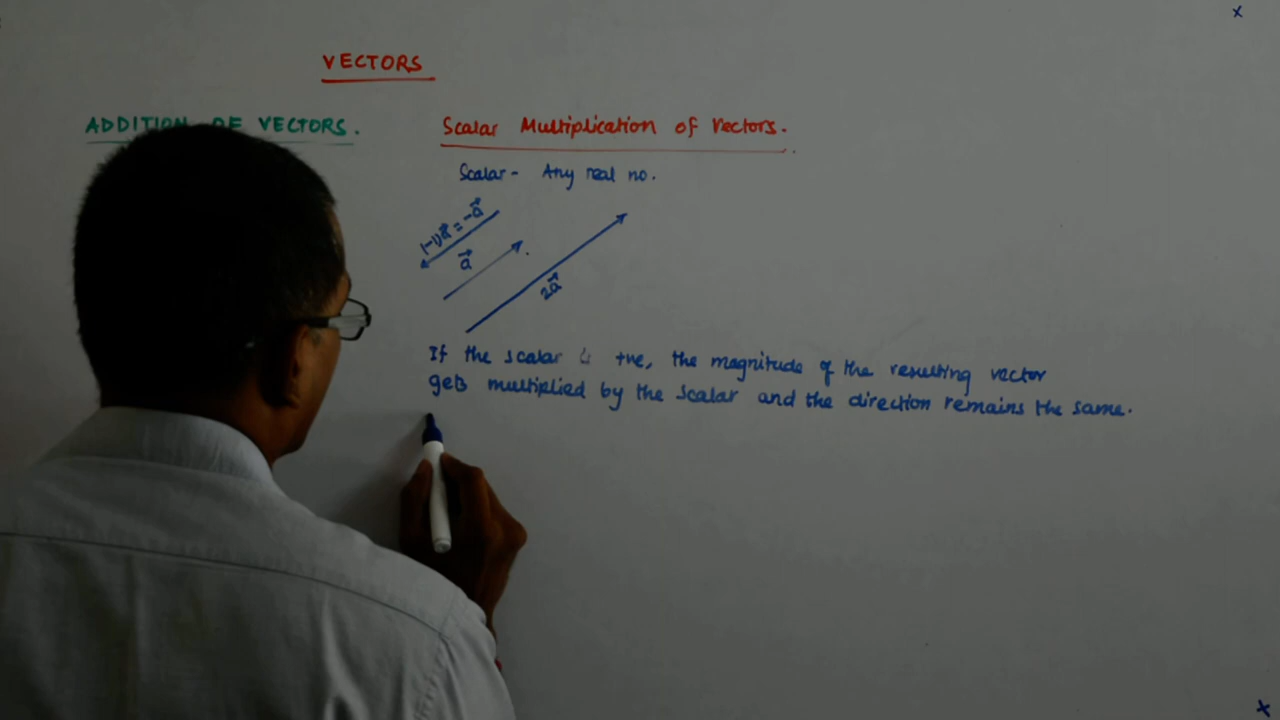 VECTORS
ADDITION OF VECTORS.
Scalar Multiplication of Vectors.
Scalar - Any real no.
(-1)a⃗ = -a⃗
a⃗
2a⃗
If the scalar is +ve, the magnitude of the resulting vector
gets multiplied by the scalar and the direction remains the same.